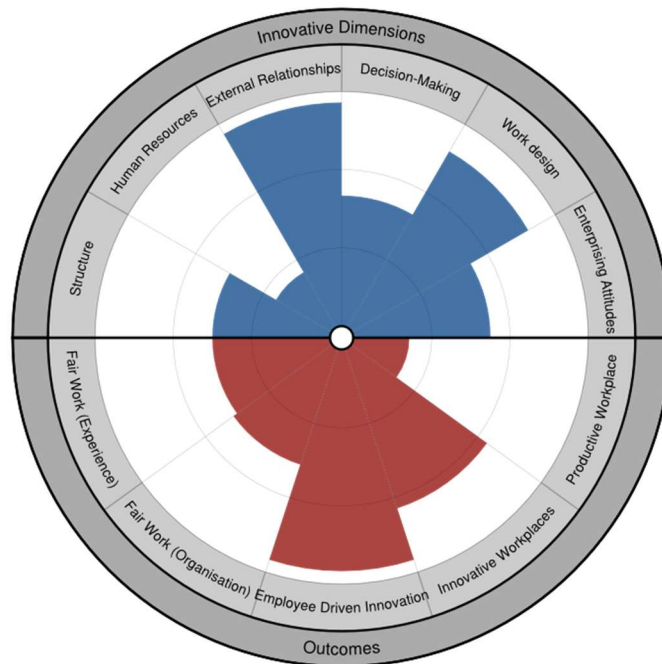 Innovative Dimensions
Structure
Human Resources
External Relationships
Decision-Making
Work design
Enterprising Attitudes
Fair Work (Experience)
Fair Work (Organisation)
Employee Driven Innovation
Innovative Workplaces
Productive Workplace
Outcomes